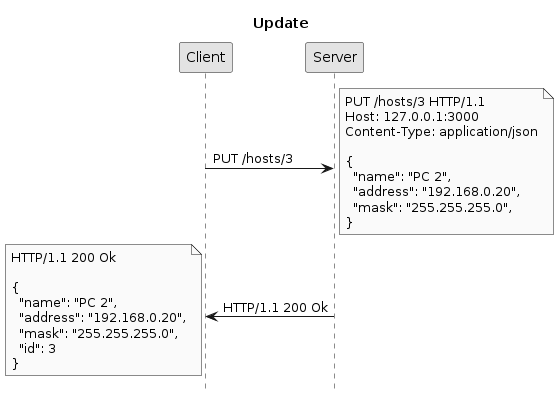 Update
Client
Server
PUT /hosts/3 HTTP/1.1
Host: 127.0.0.1:3000
Content-Type: application/json
{
"name": "PC 2",
"address": "192.168.0.20",
"mask": "255.255.255.0",
}
PUT /hosts/3
HTTP/1.1 200 Ok
{
"name": "PC 2",
"address": "192.168.0.20",
"mask": "255.255.255.0",
"id": 3
}
HTTP/1.1 200 Ok